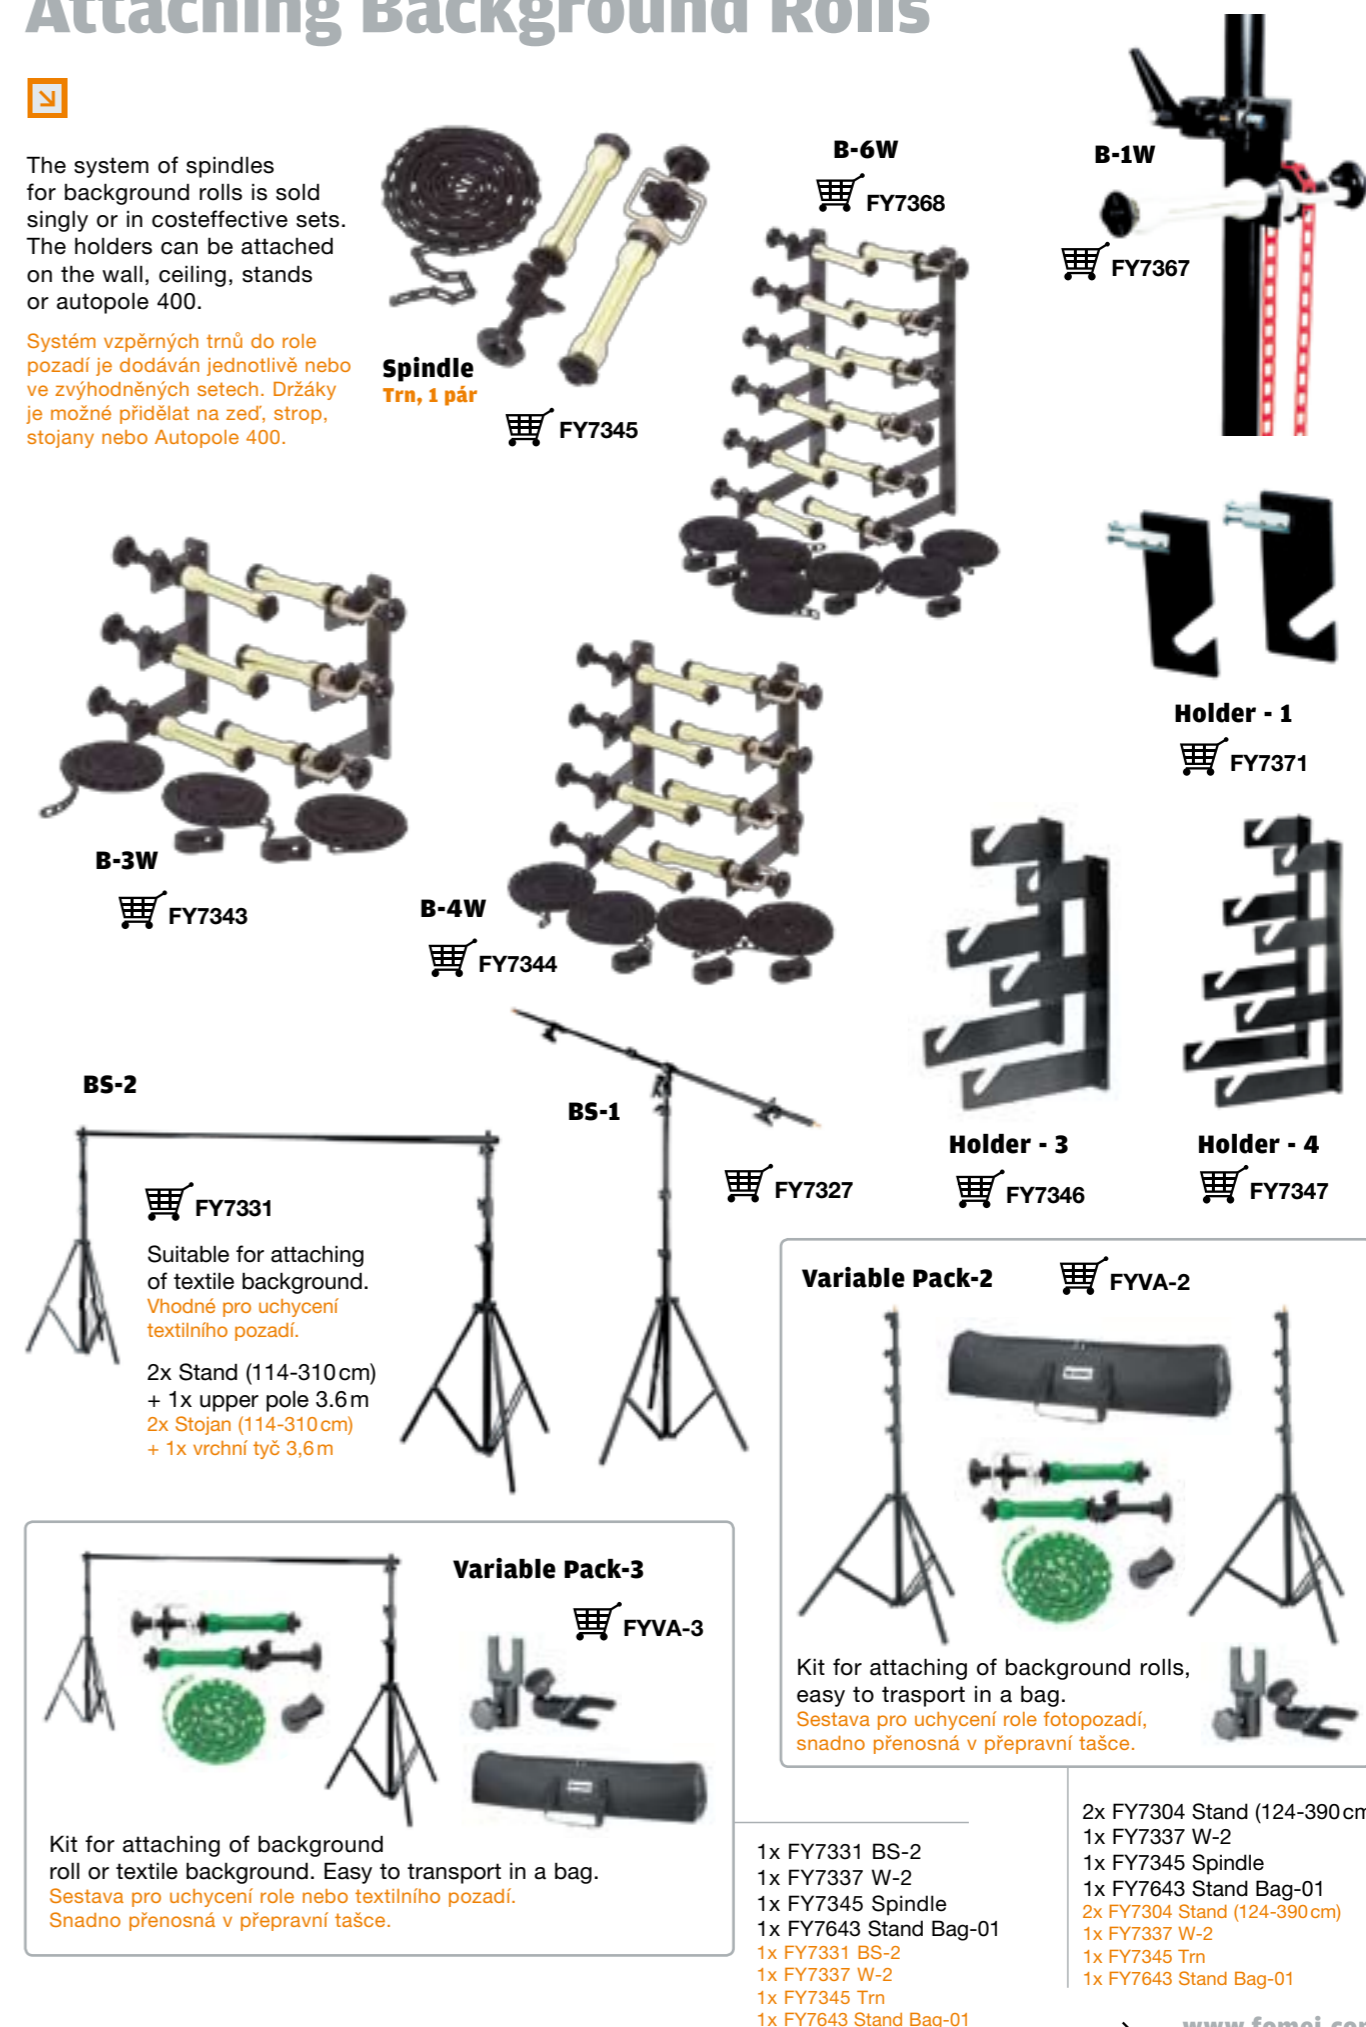 Attaching Background Rolls
The system of spindles
for background rolls is sold
singly or in costeffective sets.
The holders can be attached
on the wall, ceiling, stands
or autopole 400.
Systém vzpěrných trnů do role
pozadí je dodáván jednotlivě nebo
ve zvýhodněných setech. Držáky
je možné přidělat na zeď, strop,
stojany nebo Autopole 400.
Spindle
Trn, 1 pár
FY7345
B-6W
FY7368
B-1W
FY7367
Holder - 1
FY7371
B-3W
FY7343
B-4W
FY7344
Holder - 3
FY7346
Holder - 4
FY7347
BS-2
FY7331
Suitable for attaching
of textile background.
Vhodné pro uchycení
textilního pozadí.
2x Stand (114-310 cm)
+ 1x upper pole 3.6 m
2x Stojan (114-310 cm)
+ 1x vrchní tyč 3,6 m
BS-1
FY7327
Variable Pack-2
FYVA-2
Kit for attaching of background rolls,
easy to trasport in a bag.
Sestava pro uchycení role fotopozadí,
snadno přenosná v přepravní tašce.
Variable Pack-3
FYVA-3
Kit for attaching of background
roll or textile background. Easy to transport in a bag.
Sestava pro uchycení role nebo textilního pozadí.
Snadno přenosná v přepravní tašce.
1x FY7331 BS-2
1x FY7337 W-2
1x FY7345 Spindle
1x FY7643 Stand Bag-01
1x FY7331 BS-2
1x FY7337 W-2
1x FY7345 Trn
1x FY7643 Stand Bag-01
2x FY7304 Stand (124-390 cm
1x FY7337 W-2
1x FY7345 Spindle
1x FY7643 Stand Bag-01
2x FY7304 Stand (124-390 cm)
1x FY7337 W-2
1x FY7345 Trn
1x FY7643 Stand Bag-01
www.fomei.com